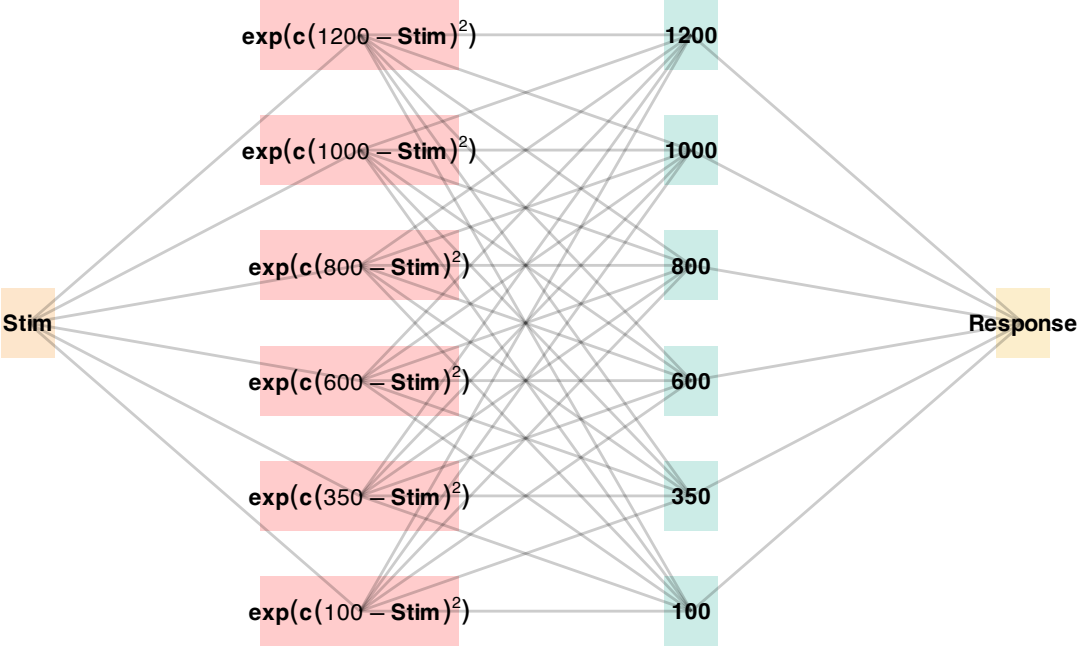 exp(c(1200 − Stim)²)
1200
exp(c(1000 − Stim)²)
1000
exp(c(800 − Stim)²)
800
Stim
Response
exp(c(600 − Stim)²)
600
exp(c(350 − Stim)²)
350
exp(c(100 − Stim)²)
100